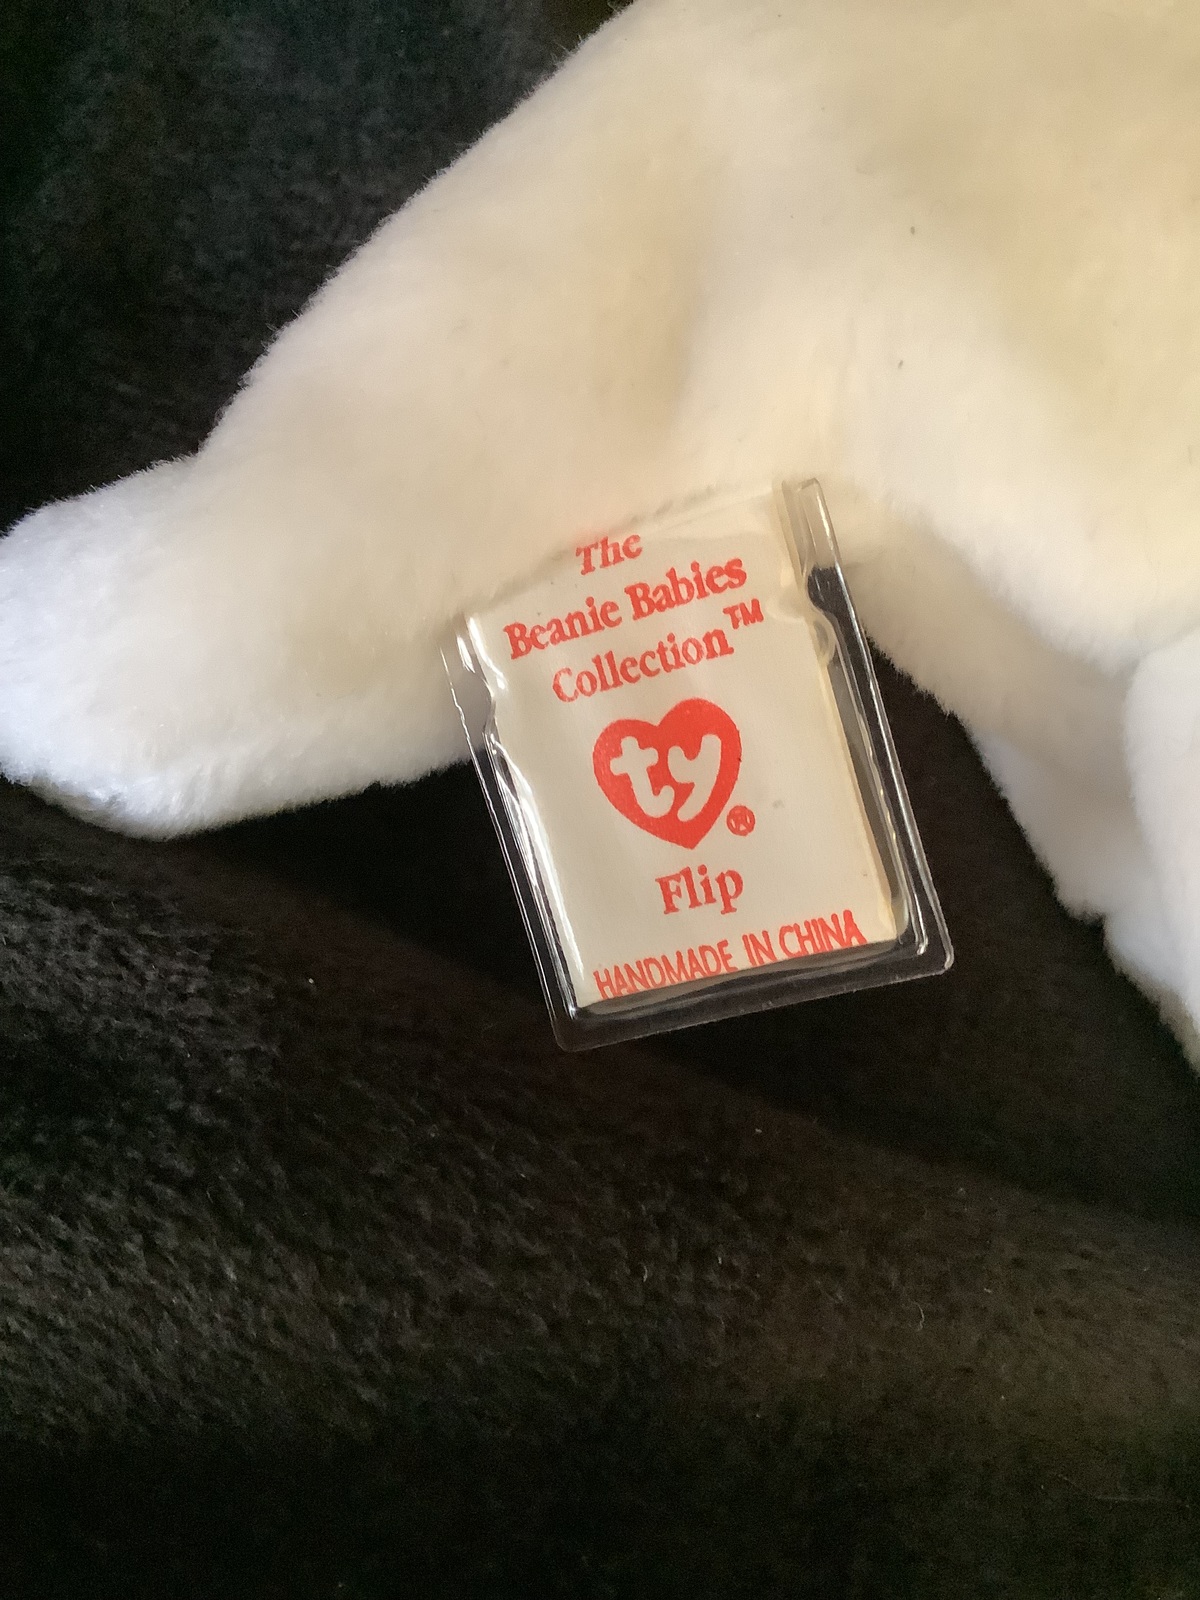 The
Beanie Babies
Collection™
ty®
Flip
HANDMADE IN CHINA